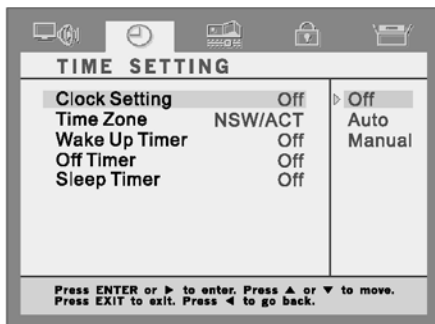 TIME SETTING
Clock Setting Off ▷ Off
Time Zone NSW/ACT Auto
Wake Up Timer Off Manual
Off Timer Off
Sleep Timer Off
Press ENTER or ▶ to enter. Press ▲ or ▼ to move.
Press EXIT to exit. Press ◀ to go back.